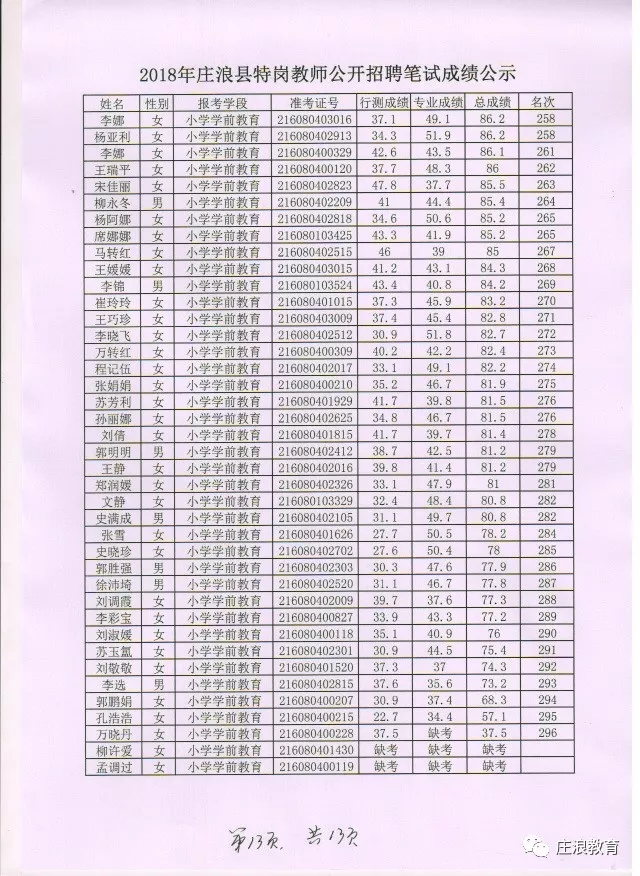 2018年庄浪县特岗教师公开招聘笔试成绩公示
姓名 性别 报考学段 准考证号 行测成绩 专业成绩 总成绩 名次
李娜 女 小学学前教育 216080403016 37.1 49.1 86.2 258
杨亚利 女 小学学前教育 216080402913 34.3 51.9 86.2 258
李娜 女 小学学前教育 216080400329 42.6 43.5 86.1 261
王瑞平 女 小学学前教育 216080400120 37.7 48.3 86 262
宋佳丽 女 小学学前教育 216080402823 47.8 37.7 85.5 263
柳永冬 男 小学学前教育 216080402209 41 44.4 85.4 264
杨阿娜 女 小学学前教育 216080402818 34.6 50.6 85.2 265
席娜娜 女 小学学前教育 216080103425 43.3 41.9 85.2 265
马转红 女 小学学前教育 216080402515 46 39 85 267
王媛媛 女 小学学前教育 216080403015 41.2 43.1 84.3 268
李锦 男 小学学前教育 216080103524 43.4 40.8 84.2 269
崔玲玲 女 小学学前教育 216080401015 37.3 45.9 83.2 270
王巧珍 女 小学学前教育 216080403009 37.4 45.4 82.8 271
李晓飞 女 小学学前教育 216080402512 30.9 51.8 82.7 272
万转红 女 小学学前教育 216080400309 40.2 42.2 82.4 273
程记伍 女 小学学前教育 216080402017 33.1 49.1 82.2 274
张娟娟 女 小学学前教育 216080400210 35.2 46.7 81.9 275
苏芳利 女 小学学前教育 216080401929 41.7 39.8 81.5 276
孙丽娜 女 小学学前教育 216080402625 34.8 46.7 81.5 276
刘倩 女 小学学前教育 216080401815 41.7 39.7 81.4 278
郭明明 男 小学学前教育 216080402412 38.7 42.5 81.2 279
王静 女 小学学前教育 216080402016 39.8 41.4 81.2 279
郑润媛 女 小学学前教育 216080402326 33.1 47.9 81 281
文静 女 小学学前教育 216080103329 32.4 48.4 80.8 282
史满成 男 小学学前教育 216080402105 31.1 49.7 80.8 282
张雪 女 小学学前教育 216080401626 27.7 50.5 78.2 284
史晓珍 女 小学学前教育 216080402702 27.6 50.4 78 285
郭胜强 男 小学学前教育 216080402303 30.3 47.6 77.9 286
徐沛琦 男 小学学前教育 216080402520 31.1 46.7 77.8 287
刘调霞 女 小学学前教育 216080402009 39.7 37.6 77.3 288
李彩宝 女 小学学前教育 216080400827 33.9 43.3 77.2 289
刘淑媛 女 小学学前教育 216080400118 35.1 40.9 76 290
苏玉氲 女 小学学前教育 216080402301 30.9 44.5 75.4 291
刘敬敬 女 小学学前教育 216080401520 37.3 37 74.3 292
李选 男 小学学前教育 216080402815 37.6 35.6 73.2 293
郭鹏娟 女 小学学前教育 216080400207 30.9 37.4 68.3 294
孔浩浩 女 小学学前教育 216080400215 22.7 34.4 57.1 295
万晓丹 女 小学学前教育 216080400228 37.5 缺考 37.5 296
柳许爱 女 小学学前教育 216080401430 缺考 缺考 缺考
孟调过 女 小学学前教育 216080400119 缺考 缺考 缺考
第13页, 共13页
庄浪教育